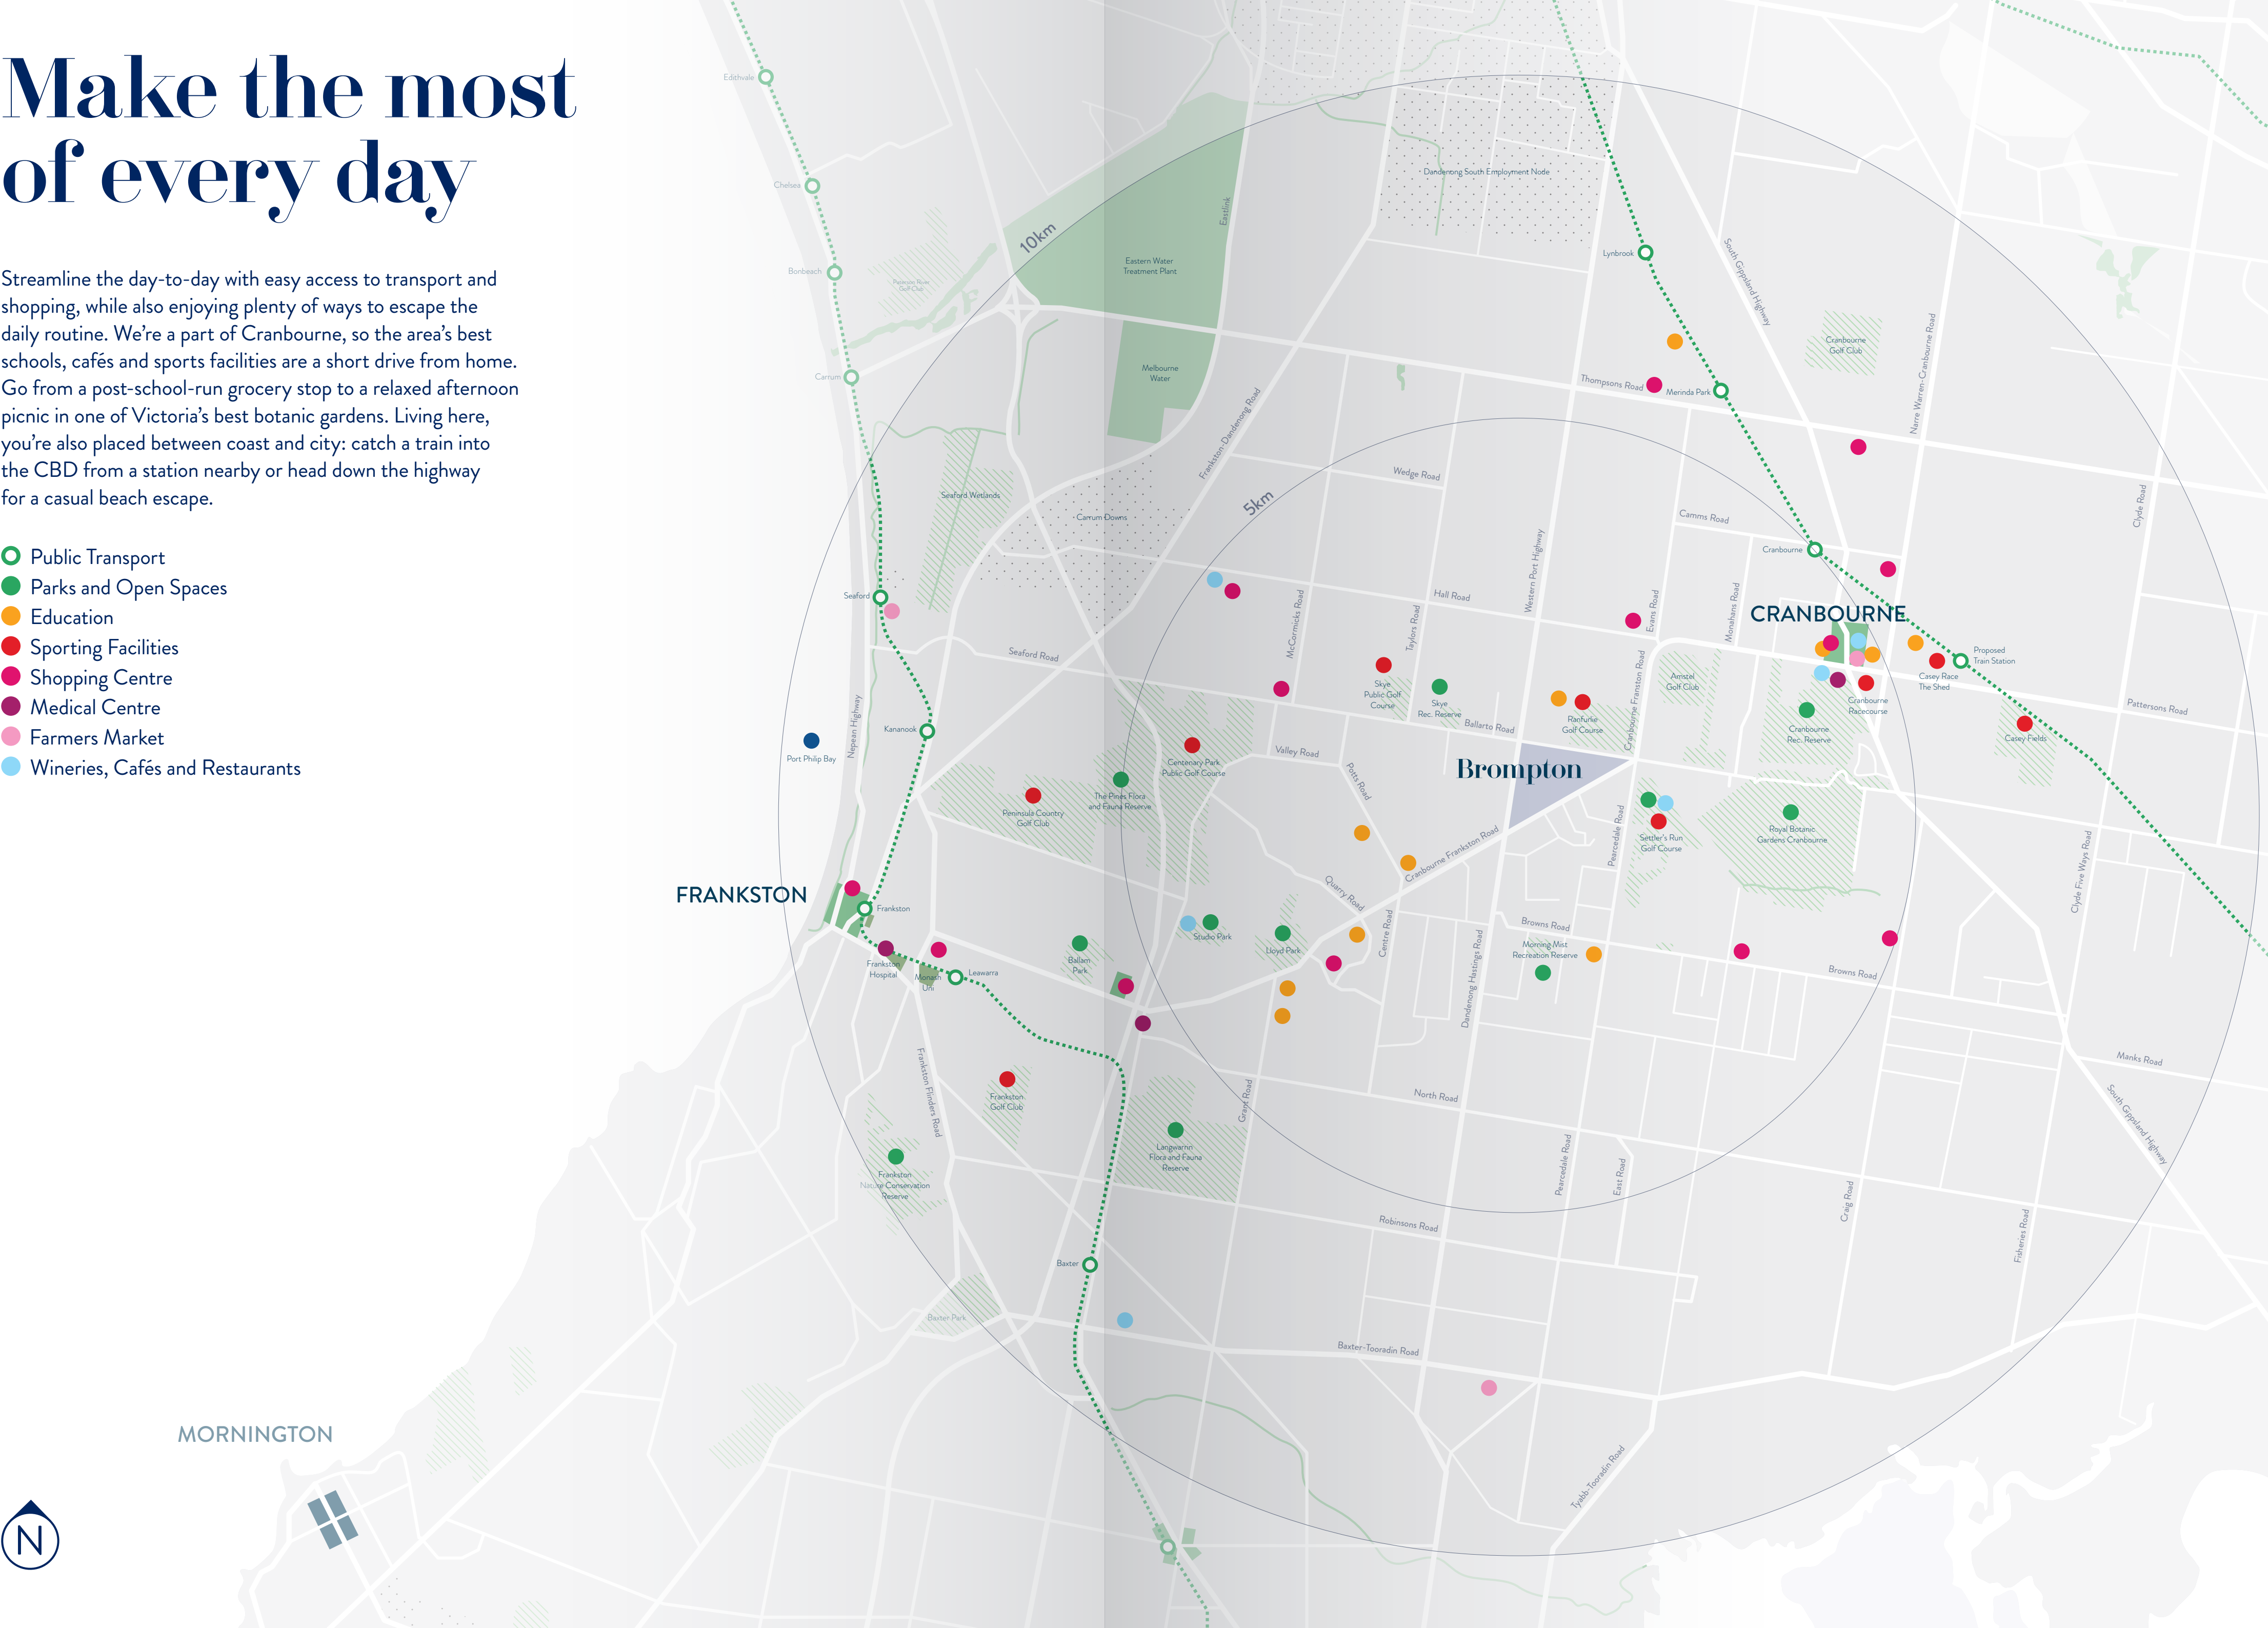 Make the most
of every day
Streamline the day-to-day with easy access to transport and
shopping, while also enjoying plenty of ways to escape the
daily routine. We’re a part of Cranbourne, so the area’s best
schools, cafés and sports facilities are a short drive from home.
Go from a post-school-run grocery stop to a relaxed afternoon
picnic in one of Victoria’s best botanic gardens. Living here,
you’re also placed between coast and city: catch a train into
the CBD from a station nearby or head down the highway
for a casual beach escape.
Public Transport
Parks and Open Spaces
Education
Sporting Facilities
Shopping Centre
Medical Centre
Farmers Market
Wineries, Cafés and Restaurants
MORNINGTON
N
Edithvale
Chelsea
Bonbeach
Carrum
Patterson River
Golf Club
10km
Eastlink
Eastern Water
Treatment Plant
Melbourne
Water
Dandenong South Employment Node
Lynbrook
South Gippsland Highway
Cranbourne
Golf Club
Narre Warren-Cranbourne Road
Thompsons Road
Merinda Park
Frankston-Dandenong Road
Wedge Road
5km
Seaford Wetlands
Carrum Downs
Camms Road
Cranbourne
Clyde Road
Western Port Highway
Seaford
Hall Road
McCormicks Road
Taylors Road
Evans Road
Monahans Road
CRANBOURNE
Seaford Road
Proposed
Train Station
Casey Race
The Shed
Skye
Public Golf
Course
Skye
Rec. Reserve
Amstel
Golf Club
Cranbourne
Racecourse
Pattersons Road
Ranfurlie
Golf Course
Cranbourne Franston Road
Ballarto Road
Cranbourne
Rec. Reserve
Casey Fields
Kananook
Nepean Highway
Port Philip Bay
Valley Road
Centenary Park
Public Golf Course
Potts Road
Brompton
The Pines Flora
and Fauna Reserve
Peninsula Country
Golf Club
Pearcedale Road
Settler’s Run
Golf Course
Royal Botanic
Gardens Cranbourne
Cranbourne Frankston Road
Clyde Five Ways Road
FRANKSTON
Frankston
Quarry Road
Centre Road
Studio Park
Lloyd Park
Browns Road
Morning Mist
Recreation Reserve
Dandenong Hastings Road
Browns Road
Frankston
Hospital
Monash
Uni
Leawarra
Ballam
Park
Manks Road
Frankston Flinders Road
Frankston
Golf Club
Grant Road
North Road
South Gippsland Highway
Langwarrin
Flora and Fauna
Reserve
Frankston
Nature Conservation
Reserve
Pearcedale Road
East Road
Craig Road
Fisheries Road
Robinsons Road
Baxter
Baxter Park
Baxter-Tooradin Road
Tyabb-Tooradin Road